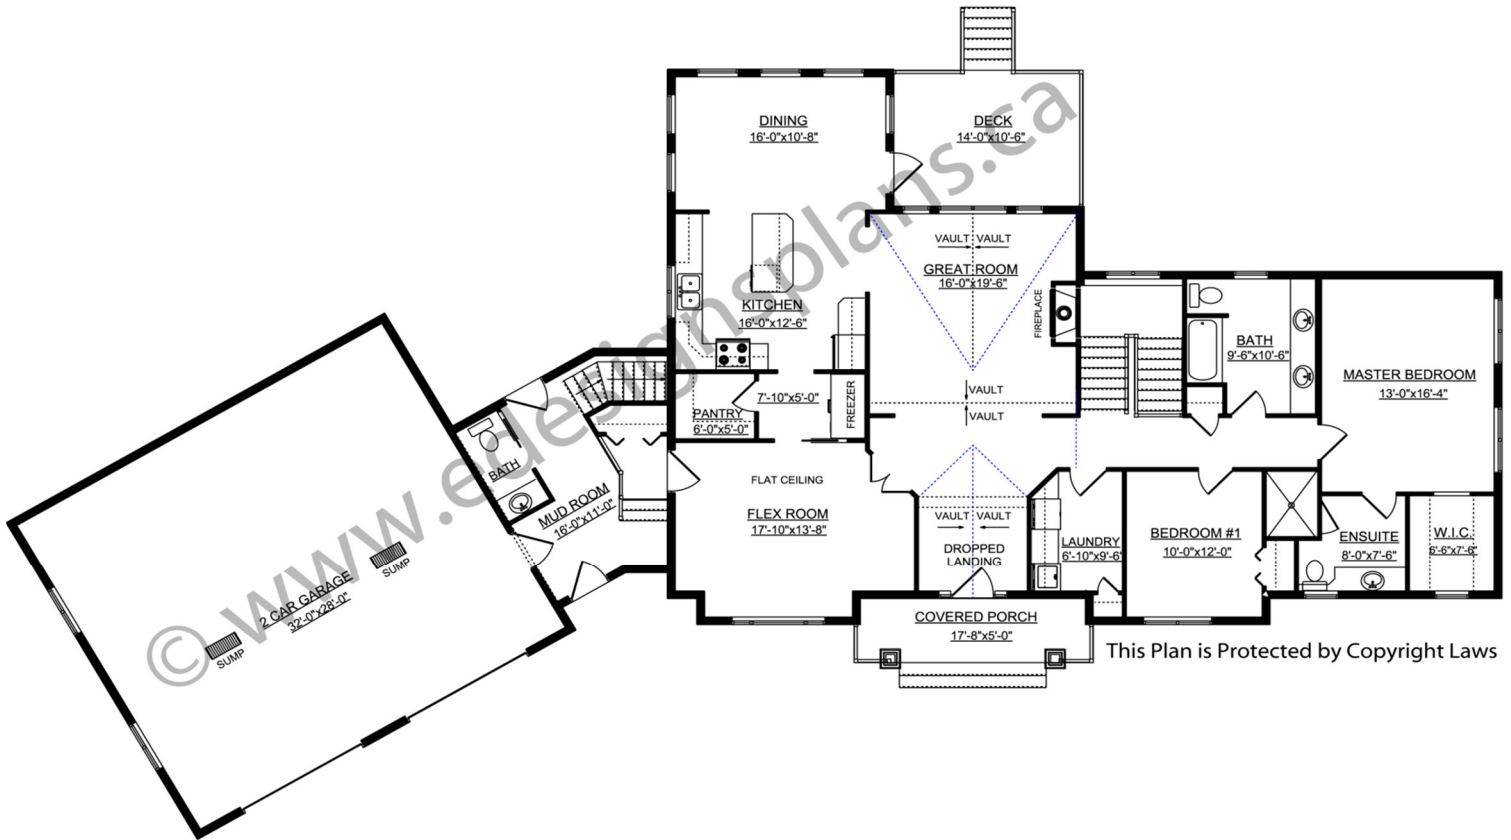 DINING
16'-0"x10'-8"
DECK
14'-0"x10'-6"
VAULT VAULT
GREAT ROOM
16'-0"x19'-6"
FIREPLACE
KITCHEN
16'-0"x12'-6"
BATH
9'-6"x10'-6"
MASTER BEDROOM
13'-0"x16'-4"
VAULT
VAULT
7'-10"x5'-0"
FREEZER
PANTRY
6'-0"x5'-0"
BATH
MUD ROOM
16'-0"x11'-0"
FLAT CEILING
FLEX ROOM
17'-10"x13'-8"
VAULT VAULT
DROPPED
LANDING
LAUNDRY
6'-10"x9'-6"
BEDROOM #1
10'-0"x12'-0"
ENSUITE
8'-0"x7'-6"
W.I.C.
6'-6"x7'-6"
SUMP
2 CAR GARAGE
32'-0"x28'-0"
SUMP
COVERED PORCH
17'-8"x5'-0"
This Plan is Protected by Copyright Laws
© www.edesignsplans.ca